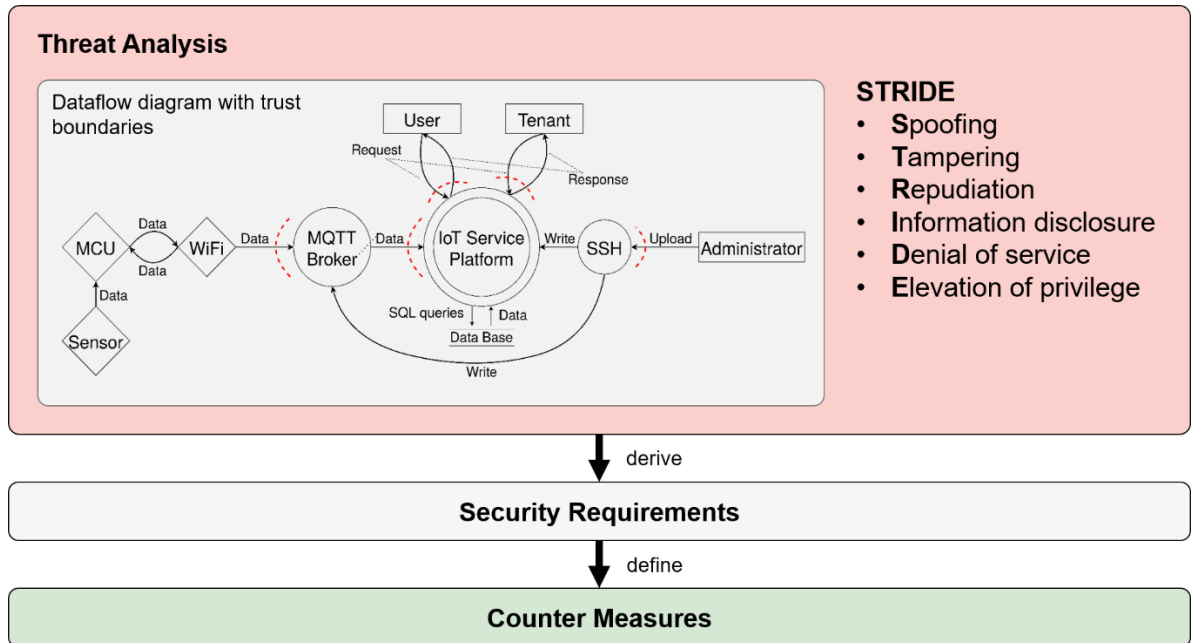 Threat Analysis
Dataflow diagram with trust
boundaries
User
Tenant
Request
Response
MCU
Data
Data
WiFi
Data
MQTT
Broker
Data
IoT Service
Platform
Write
SSH
Upload
Administrator
Data
Sensor
SQL queries
Data
Data Base
Write
STRIDE
• Spoofing
• Tampering
• Repudiation
• Information disclosure
• Denial of service
• Elevation of privilege
derive
Security Requirements
define
Counter Measures